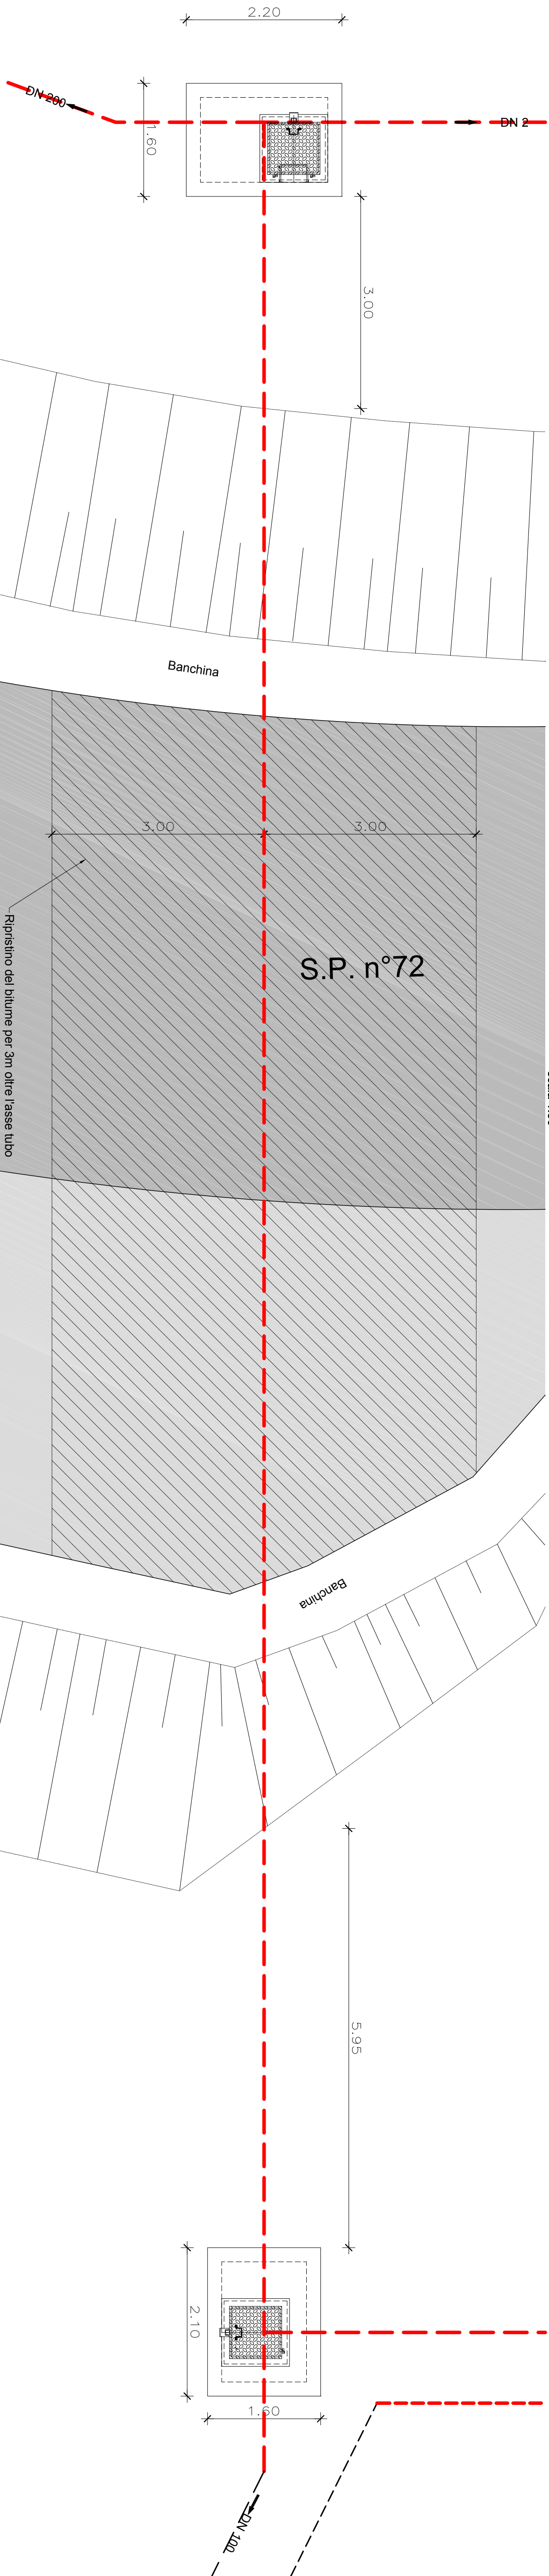 2.20
DN 200
DN 2
1.60
3.00
Banchina
3.00
3.00
S.P. n°72
Ripristino del bitume per 3m oltre l'asse tubo
Banchina
5.95
2.10
1.60
DN 100